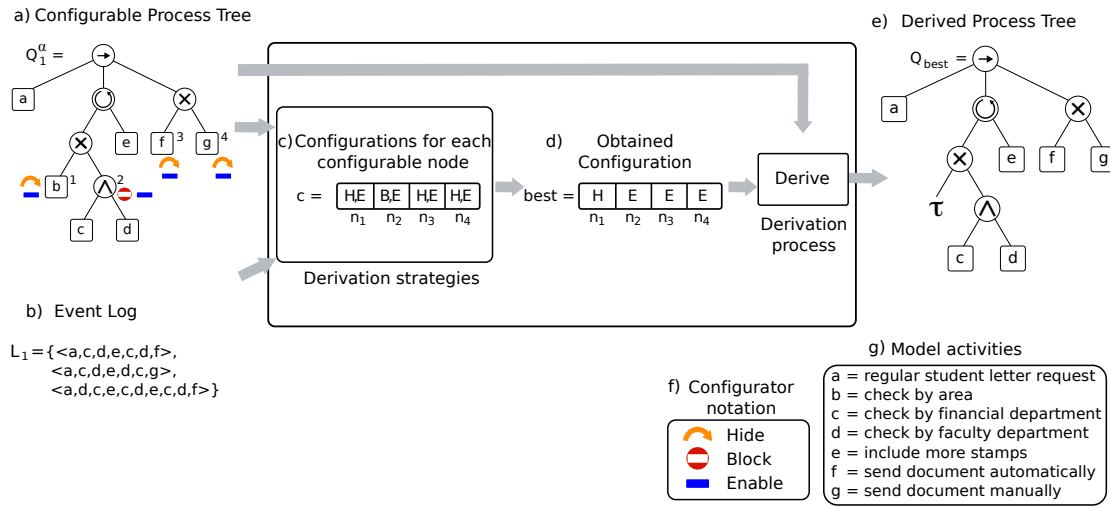 a) Configurable Process Tree
Q₁^α = →
a
↺
×
×
e
f 3
g 4
b 1
∧ 2
c
d
b) Event Log
L₁={<a,c,d,e,c,d,f>,
<a,c,d,e,d,c,g>,
<a,d,c,e,c,d,e,c,d,f>}
c) Configurations for each
configurable node
c = H,E B,E H,E H,E
n₁ n₂ n₃ n₄
Derivation strategies
d) Obtained
Configuration
best = H E E E
n₁ n₂ n₃ n₄
Derive
Derivation
process
e) Derived Process Tree
Q_best = →
a
↺
×
×
e
f
g
τ
∧
c
d
f) Configurator
notation
Hide
Block
Enable
g) Model activities
a = regular student letter request
b = check by area
c = check by financial department
d = check by faculty department
e = include more stamps
f = send document automatically
g = send document manually